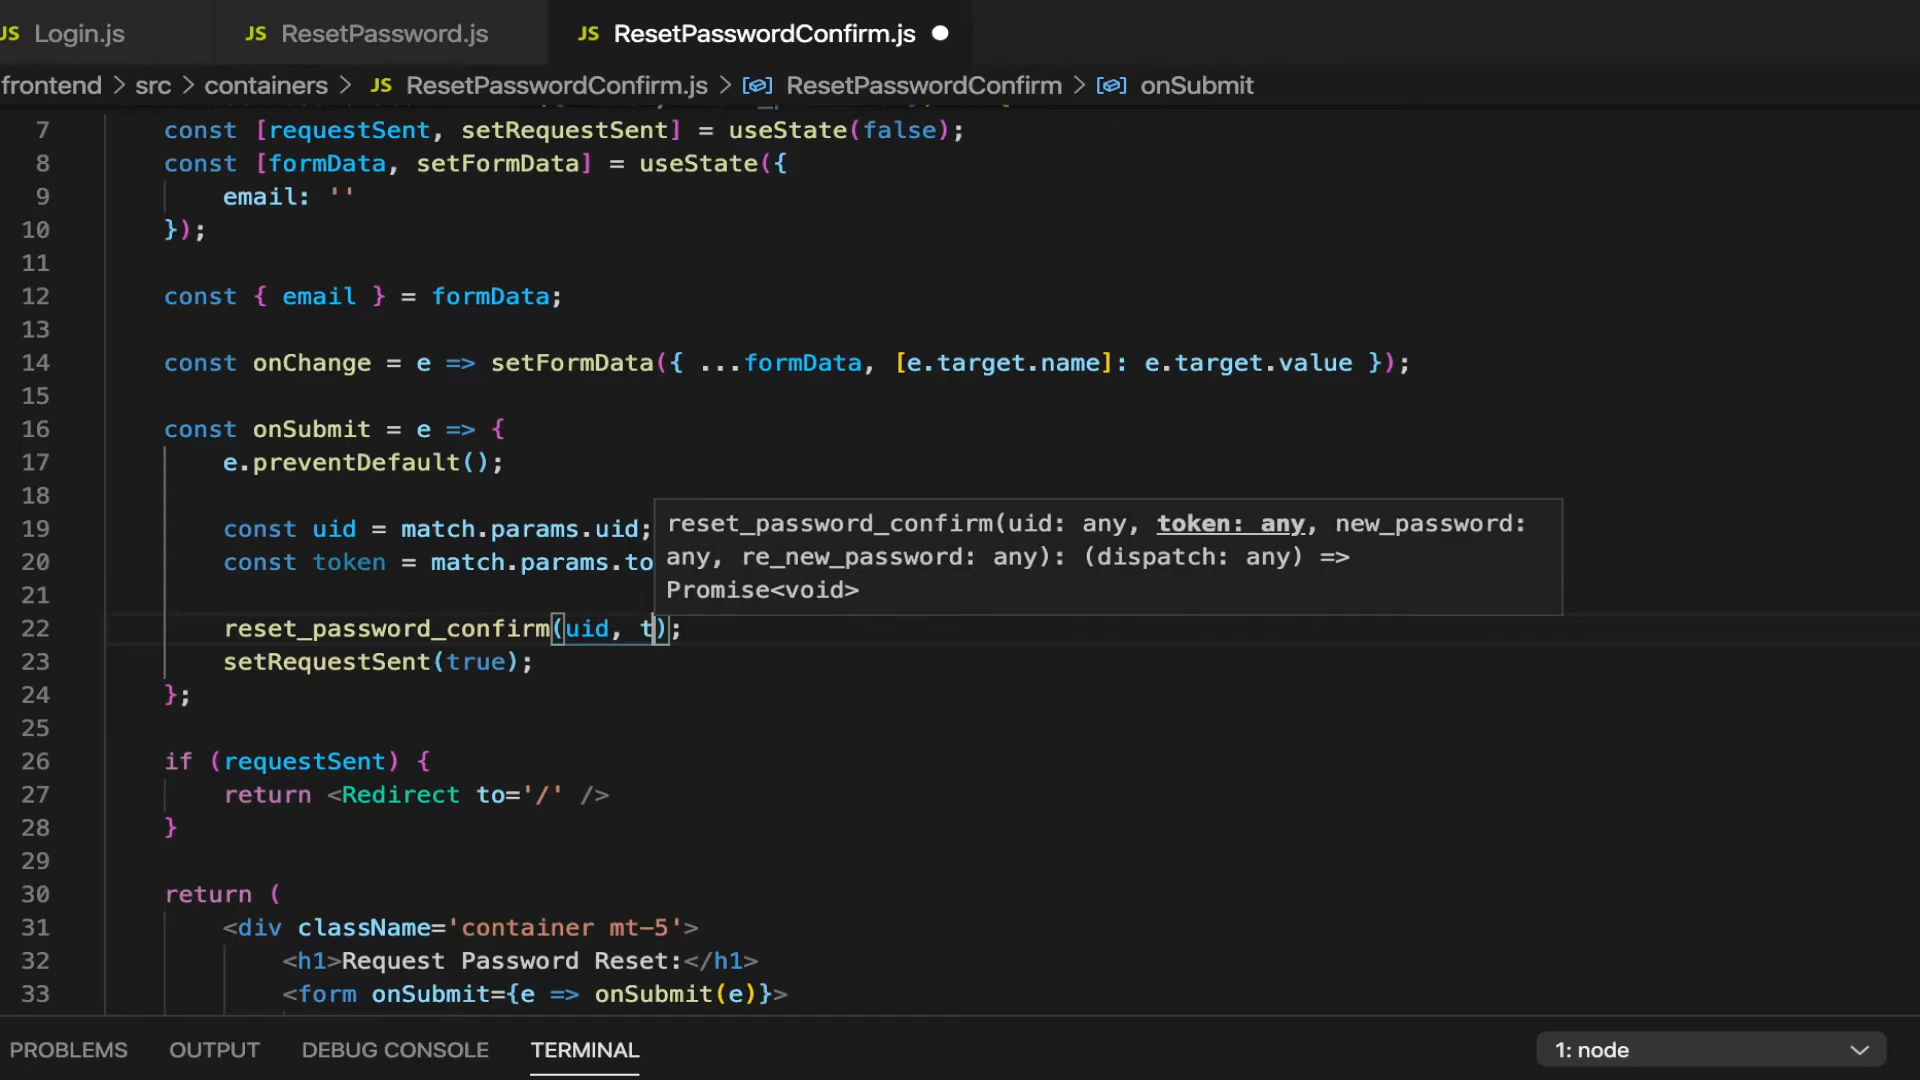 JS Login.js JS ResetPassword.js JS ResetPasswordConfirm.js
frontend > src > containers > JS ResetPasswordConfirm.js > ResetPasswordConfirm > onSubmit
7 const [requestSent, setRequestSent] = useState(false);
8 const [formData, setFormData] = useState({
9 email: ''
10 });
11
12 const { email } = formData;
13
14 const onChange = e => setFormData({ ...formData, [e.target.name]: e.target.value });
15
16 const onSubmit = e => {
17 e.preventDefault();
18
19 const uid = match.params.uid;
20 const token = match.params.to
reset_password_confirm(uid: any, token: any, new_password:
any, re_new_password: any): (dispatch: any) =>
Promise<void>
21
22 reset_password_confirm(uid, t);
23 setRequestSent(true);
24 };
25
26 if (requestSent) {
27 return <Redirect to='/' />
28 }
29
30 return (
31 <div className='container mt-5'>
32 <h1>Request Password Reset:</h1>
33 <form onSubmit={e => onSubmit(e)}>
PROBLEMS OUTPUT DEBUG CONSOLE TERMINAL 1: node